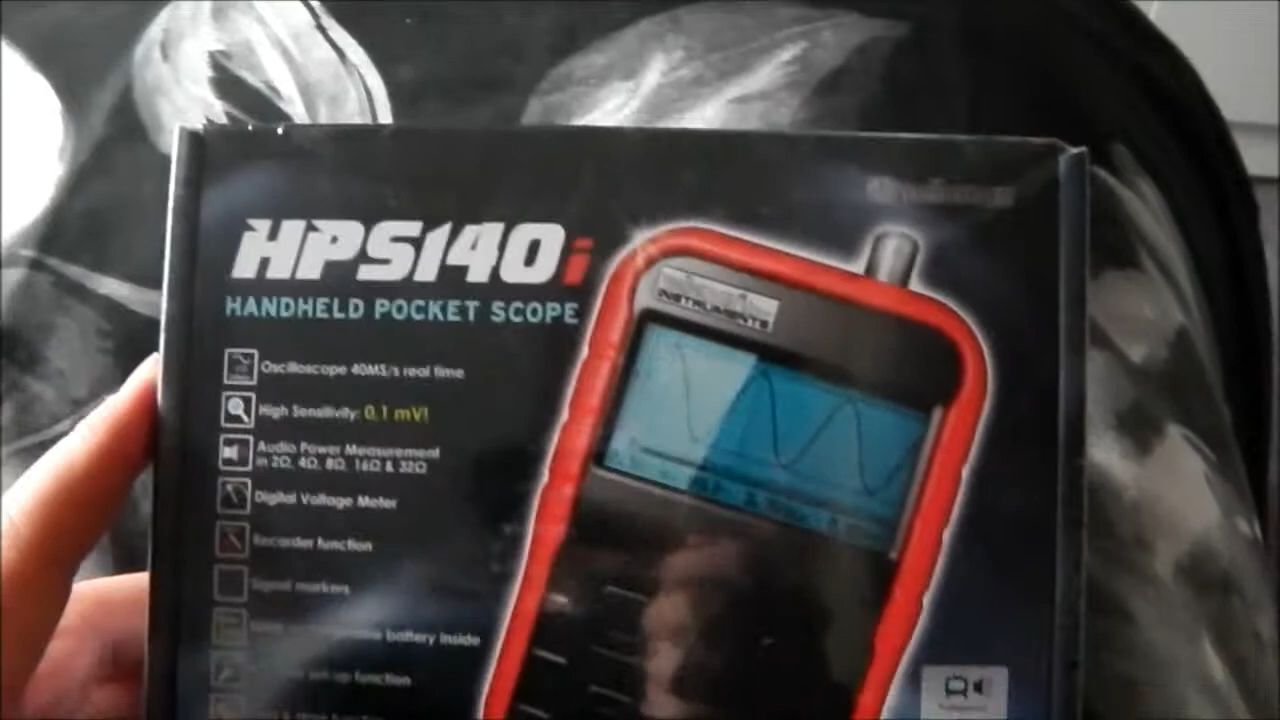 HPS140i
HANDHELD POCKET SCOPE
INSTRUMENTS
Oscilloscope 40MS/s real time
High Sensitivity: 0.1 mV!
Audio Power Measurement
in 2Ω, 4Ω, 8Ω, 16Ω & 32Ω
Digital Voltage Meter
Recorder function
Signal markers
battery inside
set-up function